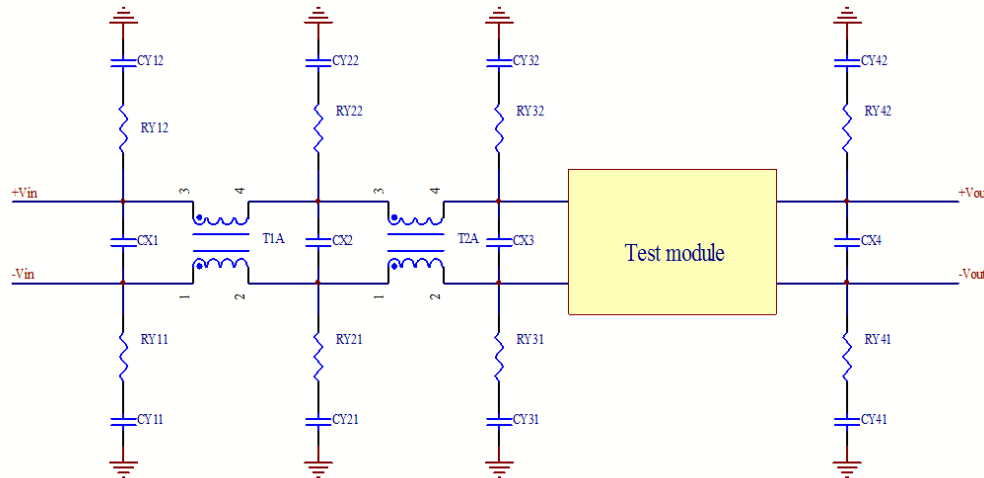 CY12 CY22 CY32 CY42
RY12 RY22 RY32 RY42
+Vin 3 4 3 4 +Vou
CX1 T1A CX2 T2A CX3 Test module CX4
-Vin 1 2 1 2 -Vout
RY11 RY21 RY31 RY41
CY11 CY21 CY31 CY41